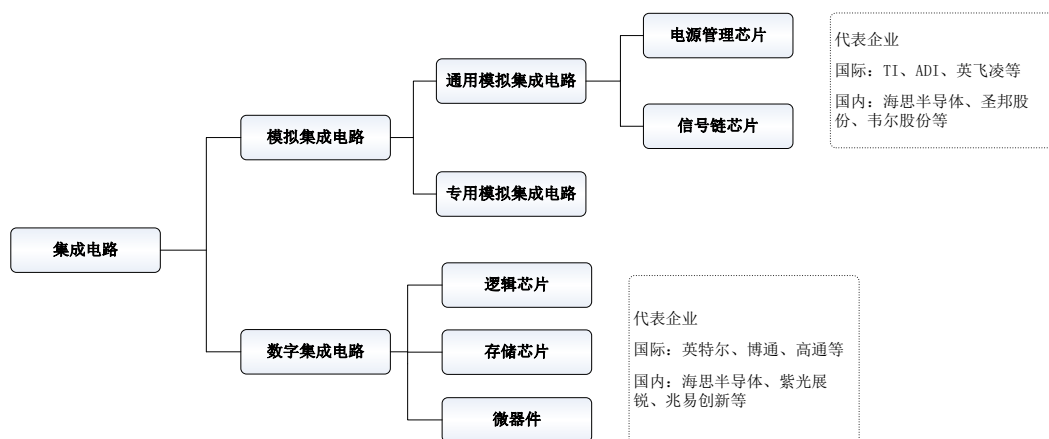 电源管理芯片
代表企业
国际：TI、ADI、英飞凌等
国内：海思半导体、圣邦股
份、韦尔股份等
通用模拟集成电路
信号链芯片
模拟集成电路
专用模拟集成电路
集成电路
逻辑芯片
数字集成电路
存储芯片
微器件
代表企业
国际：英特尔、博通、高通等
国内：海思半导体、紫光展
锐、兆易创新等